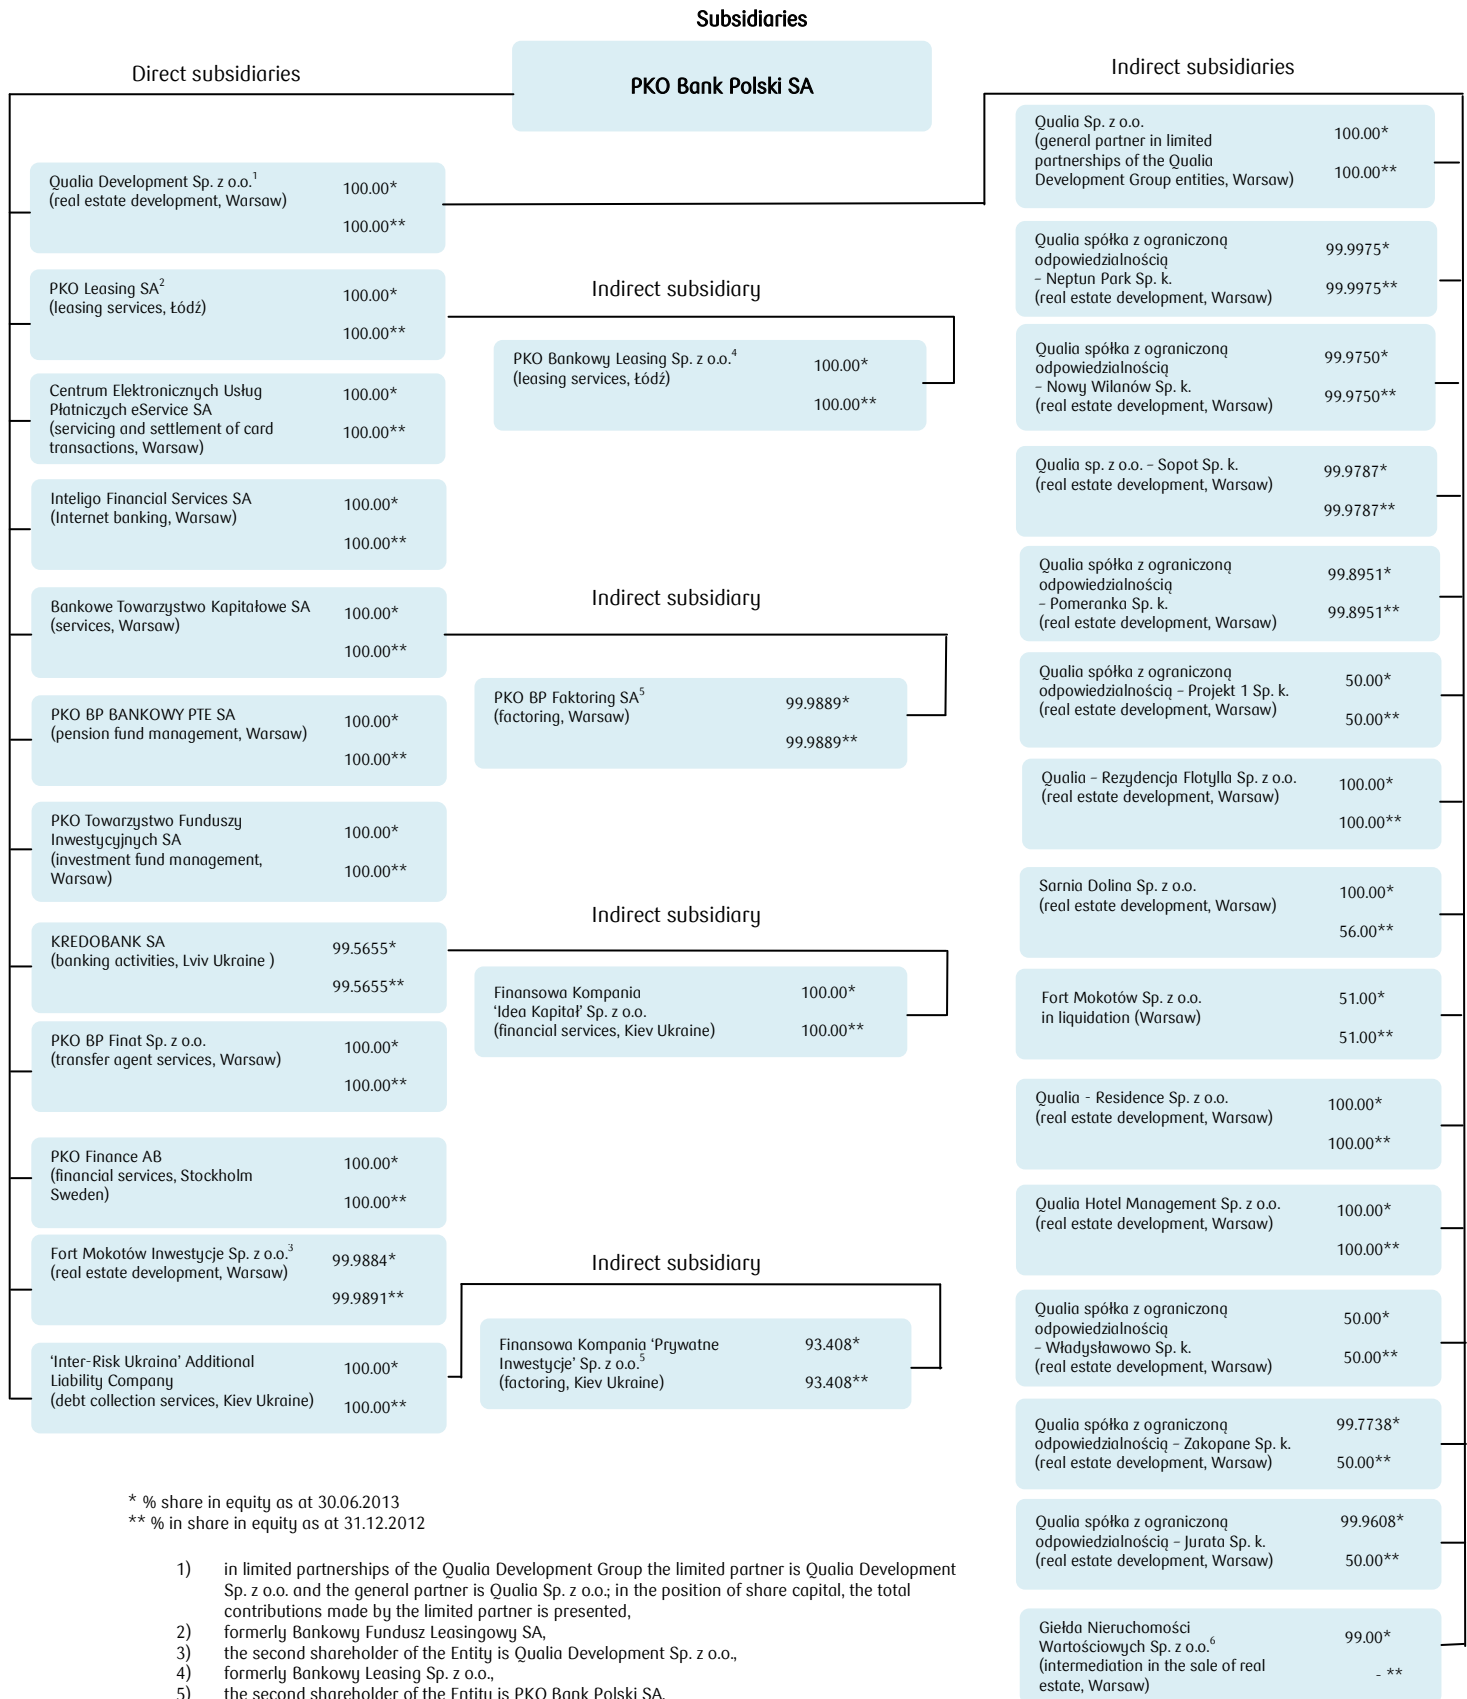 Subsidiaries
PKO Bank Polski SA
Direct subsidiaries
Qualia Development Sp. z o.o.1
(real estate development, Warsaw)
100.00*
100.00**
PKO Leasing SA2
(leasing services, Łódź)
100.00*
100.00**
Centrum Elektronicznych Usług
Płatniczych eService SA
(servicing and settlement of card
transactions, Warsaw)
100.00*
100.00**
Inteligo Financial Services SA
(Internet banking, Warsaw)
100.00*
100.00**
Bankowe Towarzystwo Kapitałowe SA
(services, Warsaw)
100.00*
100.00**
PKO BP BANKOWY PTE SA
(pension fund management, Warsaw)
100.00*
100.00**
PKO Towarzystwo Funduszy
Inwestycyjnych SA
(investment fund management,
Warsaw)
100.00*
100.00**
KREDOBANK SA
(banking activities, Lviv Ukraine )
99.5655*
99.5655**
PKO BP Finat Sp. z o.o.
(transfer agent services, Warsaw)
100.00*
100.00**
PKO Finance AB
(financial services, Stockholm
Sweden)
100.00*
100.00**
Fort Mokotów Inwestycje Sp. z o.o.3
(real estate development, Warsaw)
99.9884*
99.9891**
‘Inter-Risk Ukraina’ Additional
Liability Company
(debt collection services, Kiev Ukraine)
100.00*
100.00**
Indirect subsidiary
PKO Bankowy Leasing Sp. z o.o.4
(leasing services, Łódź)
100.00*
100.00**
Indirect subsidiary
PKO BP Faktoring SA5
(factoring, Warsaw)
99.9889*
99.9889**
Indirect subsidiary
Finansowa Kompania
‘Idea Kapitał’ Sp. z o.o.
(financial services, Kiev Ukraine)
100.00*
100.00**
Indirect subsidiary
Finansowa Kompania ‘Prywatne
Inwestycje’ Sp. z o.o.5
(factoring, Kiev Ukraine)
93.408*
93.408**
Indirect subsidiaries
Qualia Sp. z o.o.
(general partner in limited
partnerships of the Qualia
Development Group entities, Warsaw)
100.00*
100.00**
Qualia spółka z ograniczoną
odpowiedzialnością
– Neptun Park Sp. k.
(real estate development, Warsaw)
99.9975*
99.9975**
Qualia spółka z ograniczoną
odpowiedzialnością
– Nowy Wilanów Sp. k.
(real estate development, Warsaw)
99.9750*
99.9750**
Qualia sp. z o.o. – Sopot Sp. k.
(real estate development, Warsaw)
99.9787*
99.9787**
Qualia spółka z ograniczoną
odpowiedzialnością
– Pomeranka Sp. k.
(real estate development, Warsaw)
99.8951*
99.8951**
Qualia spółka z ograniczoną
odpowiedzialnością – Projekt 1 Sp. k.
(real estate development, Warsaw)
50.00*
50.00**
Qualia – Rezydencja Flotylla Sp. z o.o.
(real estate development, Warsaw)
100.00*
100.00**
Sarnia Dolina Sp. z o.o.
(real estate development, Warsaw)
100.00*
56.00**
Fort Mokotów Sp. z o.o.
in liquidation (Warsaw)
51.00*
51.00**
Qualia - Residence Sp. z o.o.
(real estate development, Warsaw)
100.00*
100.00**
Qualia Hotel Management Sp. z o.o.
(real estate development, Warsaw)
100.00*
100.00**
Qualia spółka z ograniczoną
odpowiedzialnością
– Władysławowo Sp. k.
(real estate development, Warsaw)
50.00*
50.00**
Qualia spółka z ograniczoną
odpowiedzialnością – Zakopane Sp. k.
(real estate development, Warsaw)
99.7738*
50.00**
Qualia spółka z ograniczoną
odpowiedzialnością – Jurata Sp. k.
(real estate development, Warsaw)
99.9608*
50.00**
Giełda Nieruchomości
Wartościowych Sp. z o.o.6
(intermediation in the sale of real
estate, Warsaw)
99.00*
- **
* % share in equity as at 30.06.2013
** % in share in equity as at 31.12.2012
1) in limited partnerships of the Qualia Development Group the limited partner is Qualia Development
Sp. z o.o. and the general partner is Qualia Sp. z o.o.; in the position of share capital, the total
contributions made by the limited partner is presented,
2) formerly Bankowy Fundusz Leasingowy SA,
3) the second shareholder of the Entity is Qualia Development Sp. z o.o.,
4) formerly Bankowy Leasing Sp. z o.o.,
5) the second shareholder of the Entity is PKO Bank Polski SA.